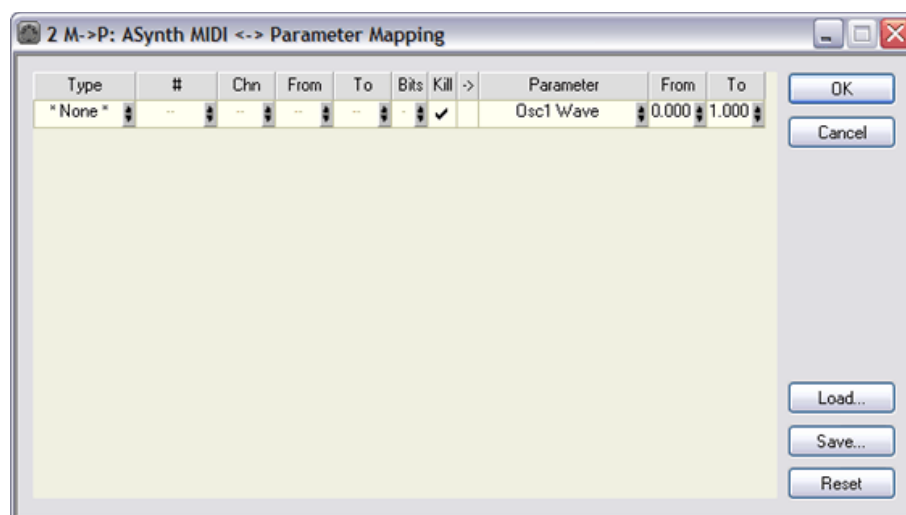 2 M->P: ASynth MIDI <-> Parameter Mapping
Type # Chn From To Bits Kill -> Parameter From To
* None * -- -- -- -- - Osc1 Wave 0.000 1.000
OK
Cancel
Load...
Save...
Reset